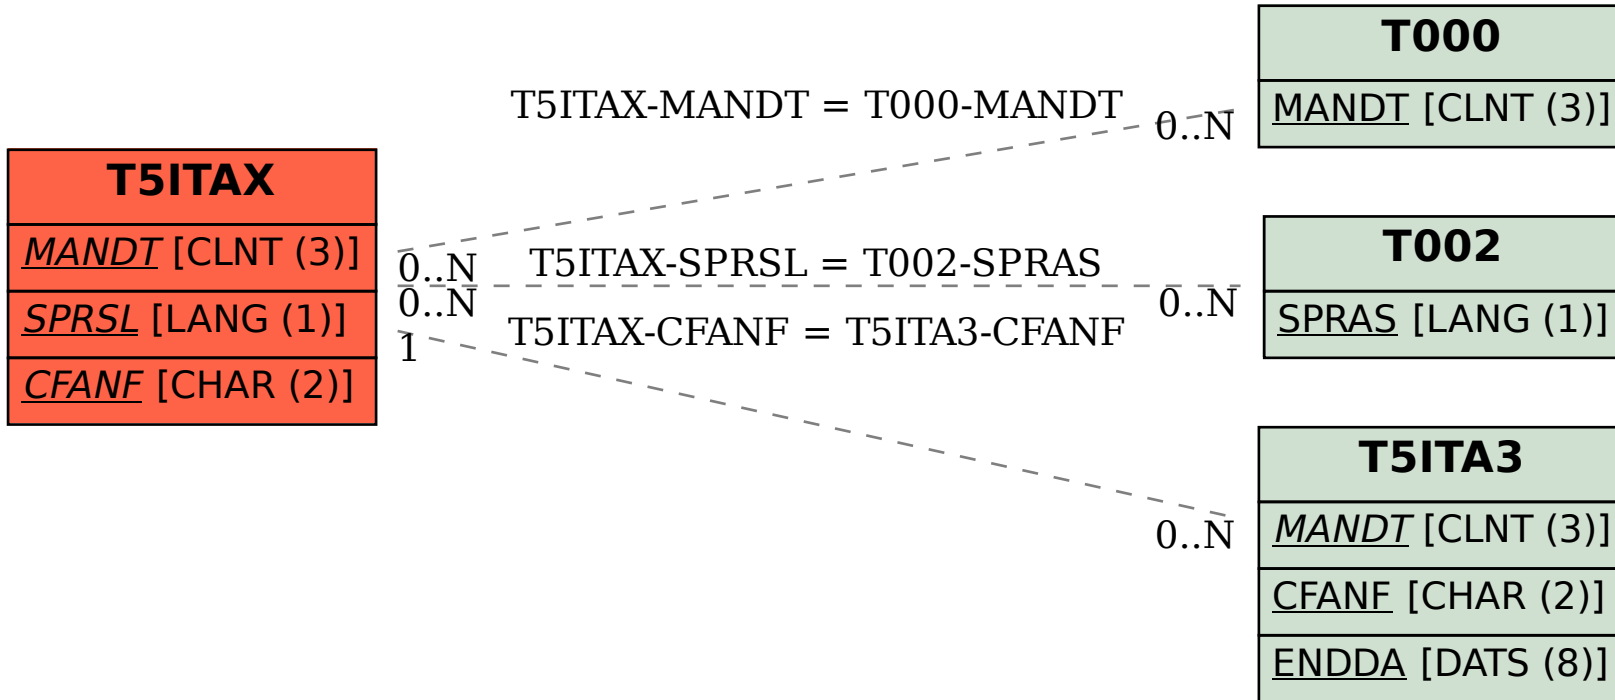 T5ITAX
MANDT [CLNT (3)]
SPRSL [LANG (1)]
CFANF [CHAR (2)]
T5ITAX-MANDT = T000-MANDT
0..N
0..N
T5ITAX-SPRSL = T002-SPRAS
0..N
0..N
T5ITAX-CFANF = T5ITA3-CFANF
1
0..N
T000
MANDT [CLNT (3)]
T002
SPRAS [LANG (1)]
T5ITA3
MANDT [CLNT (3)]
CFANF [CHAR (2)]
ENDDA [DATS (8)]